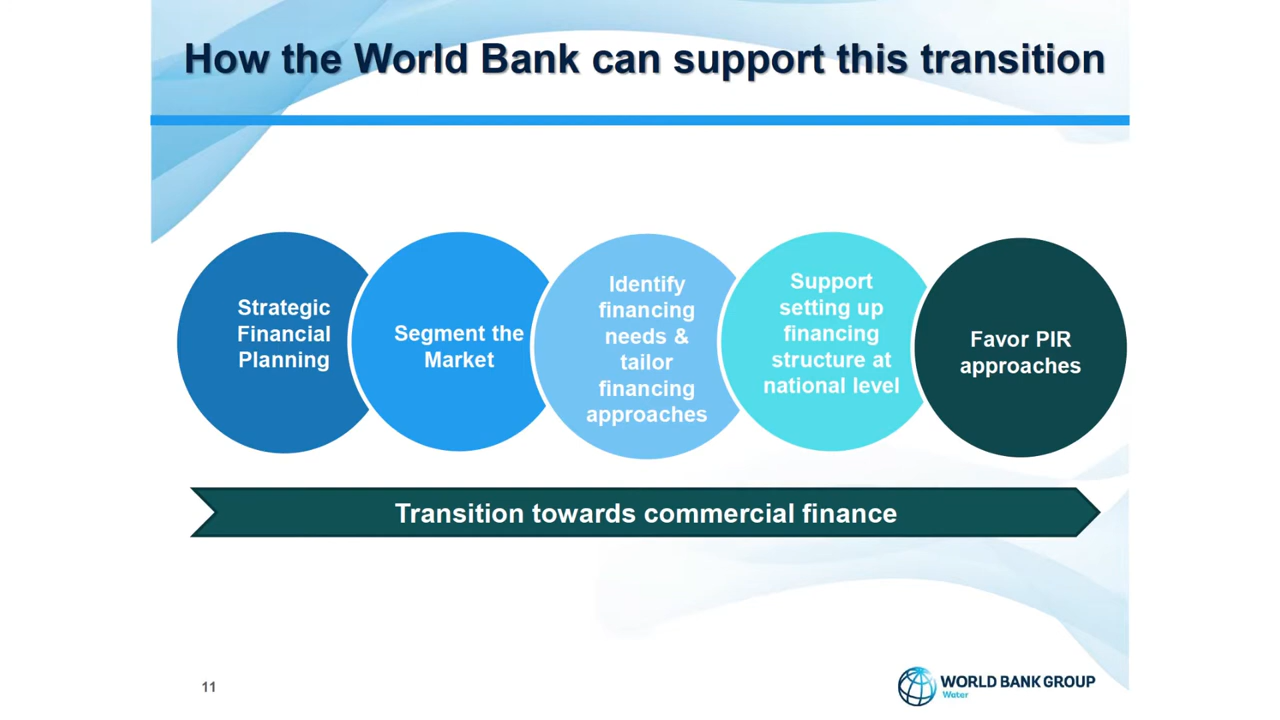 How the World Bank can support this transition
Strategic
Financial
Planning
Segment the
Market
Identify
financing
needs &
tailor
financing
approaches
Support
setting up
financing
structure at
national level
Favor PIR
approaches
Transition towards commercial finance
11
WORLD BANK GROUP
Water